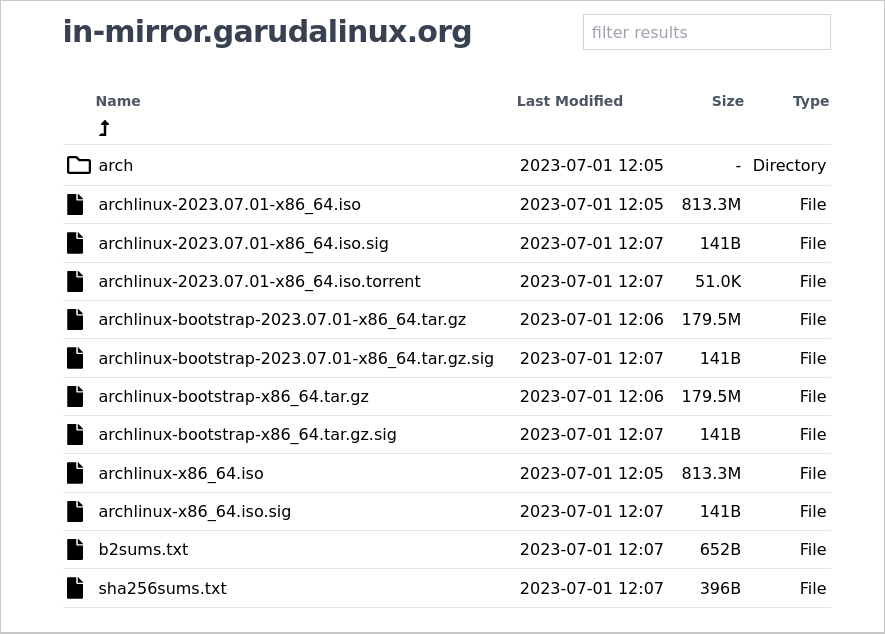 in-mirror.garudalinux.org filter results
Name Last Modified Size Type
arch 2023-07-01 12:05 - Directory
archlinux-2023.07.01-x86_64.iso 2023-07-01 12:05 813.3M File
archlinux-2023.07.01-x86_64.iso.sig 2023-07-01 12:07 141B File
archlinux-2023.07.01-x86_64.iso.torrent 2023-07-01 12:07 51.0K File
archlinux-bootstrap-2023.07.01-x86_64.tar.gz 2023-07-01 12:06 179.5M File
archlinux-bootstrap-2023.07.01-x86_64.tar.gz.sig 2023-07-01 12:07 141B File
archlinux-bootstrap-x86_64.tar.gz 2023-07-01 12:06 179.5M File
archlinux-bootstrap-x86_64.tar.gz.sig 2023-07-01 12:07 141B File
archlinux-x86_64.iso 2023-07-01 12:05 813.3M File
archlinux-x86_64.iso.sig 2023-07-01 12:07 141B File
b2sums.txt 2023-07-01 12:07 652B File
sha256sums.txt 2023-07-01 12:07 396B File